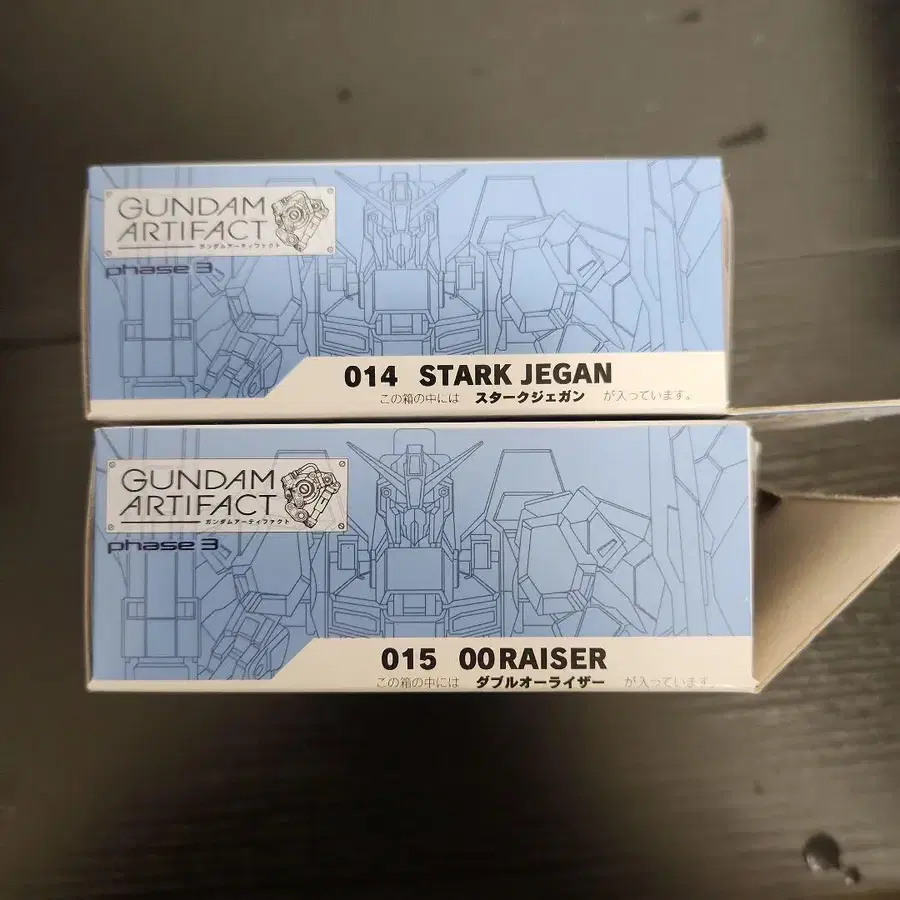 GUNDAM
ARTIFACT
ガンダムアーティファクト
phase 3
014 STARK JEGAN
この箱の中には スタークジェガン が入っています。
GUNDAM
ARTIFACT
ガンダムアーティファクト
phase 3
015 00 RAISER
この箱の中には ダブルオーライザー が入っています。